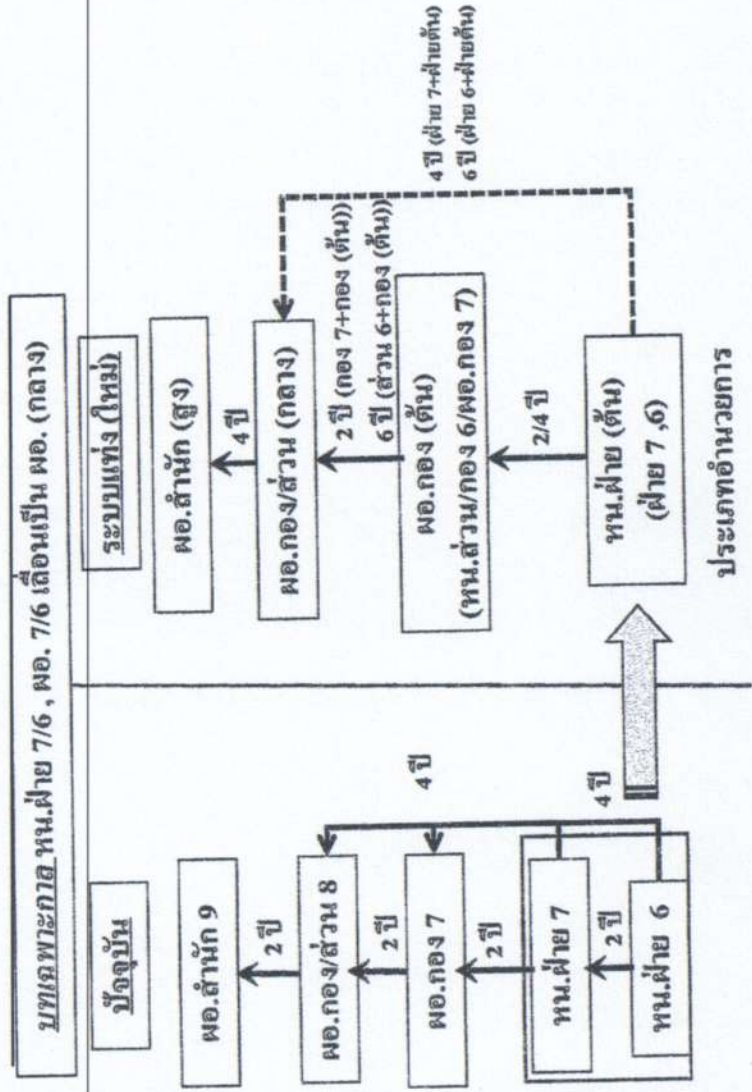 บทเฉพาะกาล หน.ฝ่าย 7/6 , ผอ. 7/6 เลื่อนเป็น ผอ. (กลาง)
ปัจจุบัน
ผอ.สำนัก 9
2 ปี
ผอ.กอง/ส่วน 8
2 ปี
ผอ.กอง 7
2 ปี
หน.ฝ่าย 7
2 ปี
หน.ฝ่าย 6
4 ปี
4 ปี
ระบบแท่ง (ใหม่)
ผอ.สำนัก (สูง)
4 ปี
ผอ.กอง/ส่วน (กลาง)
2 ปี (กอง 7+กอง (ต้น))
6 ปี (ส่วน 6+กอง (ต้น))
ผอ.กอง (ต้น)
(หน.ส่วน/กอง 6/ผอ.กอง 7)
2/4 ปี
หน.ฝ่าย (ต้น)
(ฝ่าย 7 ,6)
4 ปี (ฝ่าย 7+ฝ่ายต้น)
6 ปี (ฝ่าย 6+ฝ่ายต้น)
ประเภทอำนวยการ